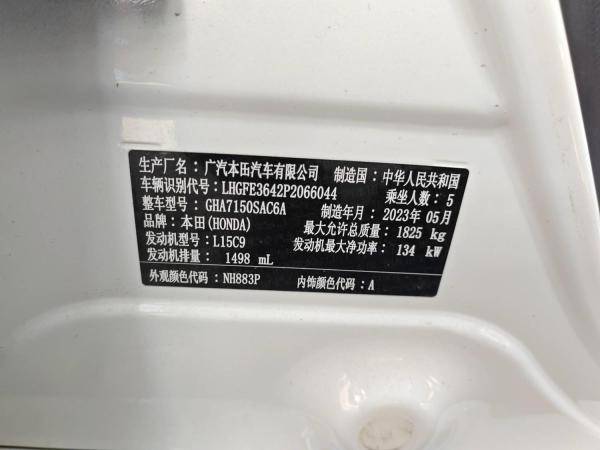 生产厂名：广汽本田汽车有限公司 制造国：中华人民共和国
车辆识别代号：LHGFE3642P2066044 乘坐人数：5
整车型号：GHA7150SAC6A 制造年月：2023年05月
品牌：本田(HONDA) 最大允许总质量：1825 kg
发动机型号：L15C9 发动机最大净功率：134 kW
发动机排量：1498 mL
外观颜色代码：NH883P 内饰颜色代码：A